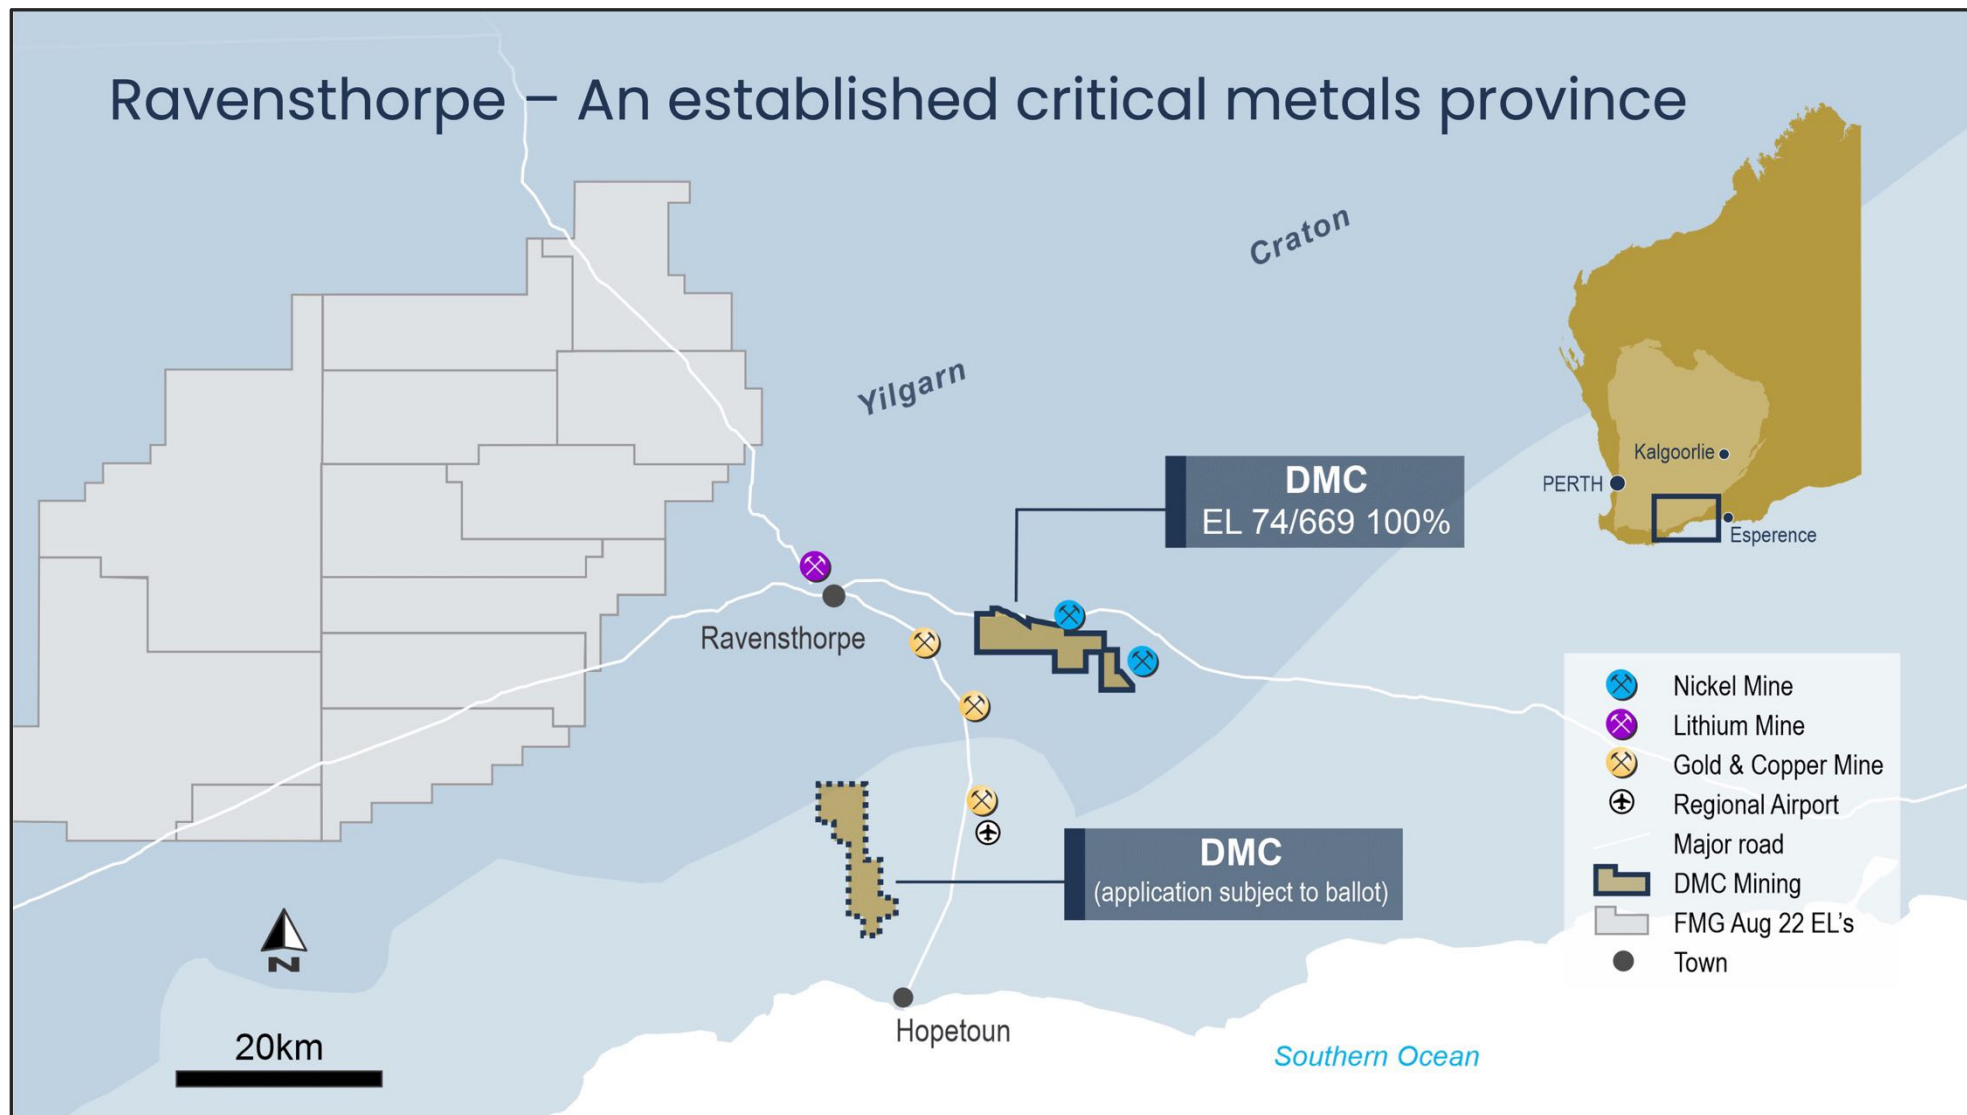 Ravensthorpe – An established critical metals province
Craton
Yilgarn
Kalgoorlie
PERTH
Esperence
DMC
EL 74/669 100%
Ravensthorpe
DMC
(application subject to ballot)
Nickel Mine
Lithium Mine
Gold & Copper Mine
Regional Airport
Major road
DMC Mining
FMG Aug 22 EL's
Town
N
20km
Hopetoun
Southern Ocean